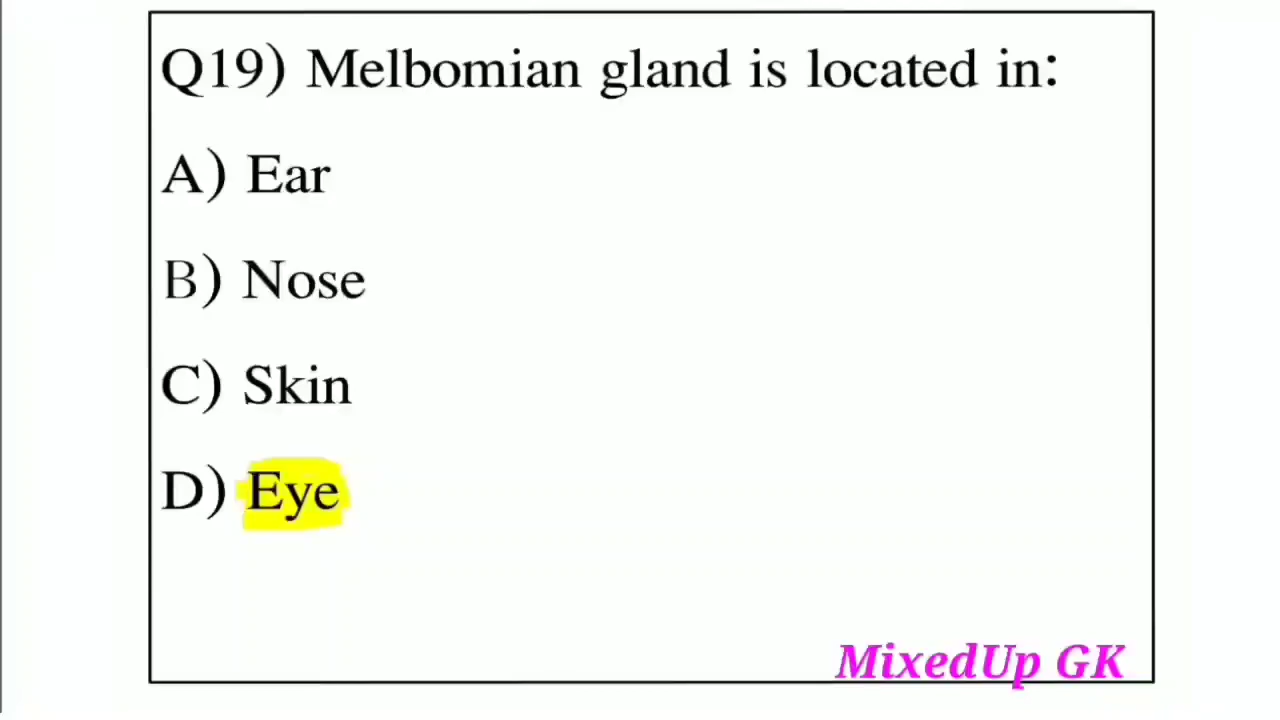 Q19) Melbomian gland is located in:
A) Ear
B) Nose
C) Skin
D) Eye
MixedUp GK